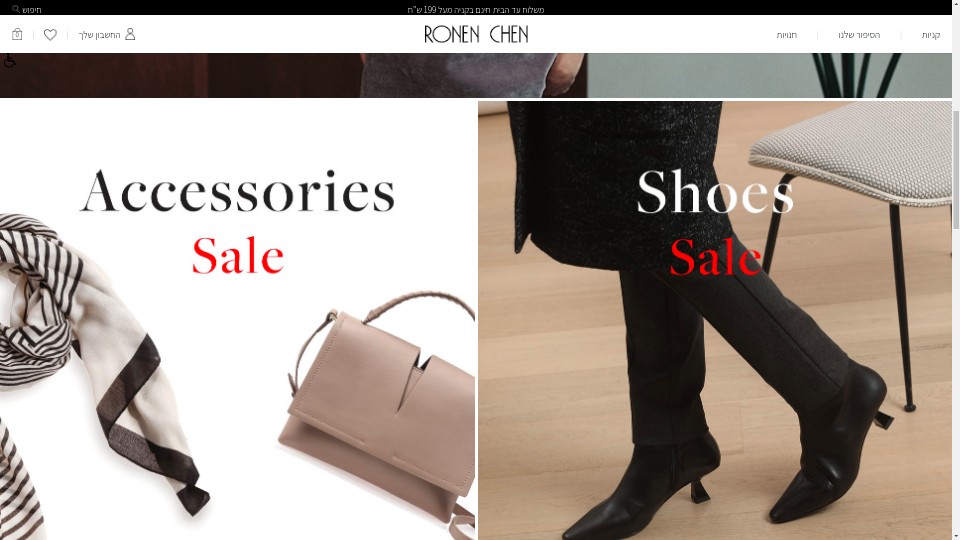 משלוח עד הבית חינם בקניה מעל 199 ש"ח
חיפוש
קניות
הסיפור שלנו
חנויות
RONEN CHEN
החשבון שלך
0
Accessories
Sale
Shoes
Sale